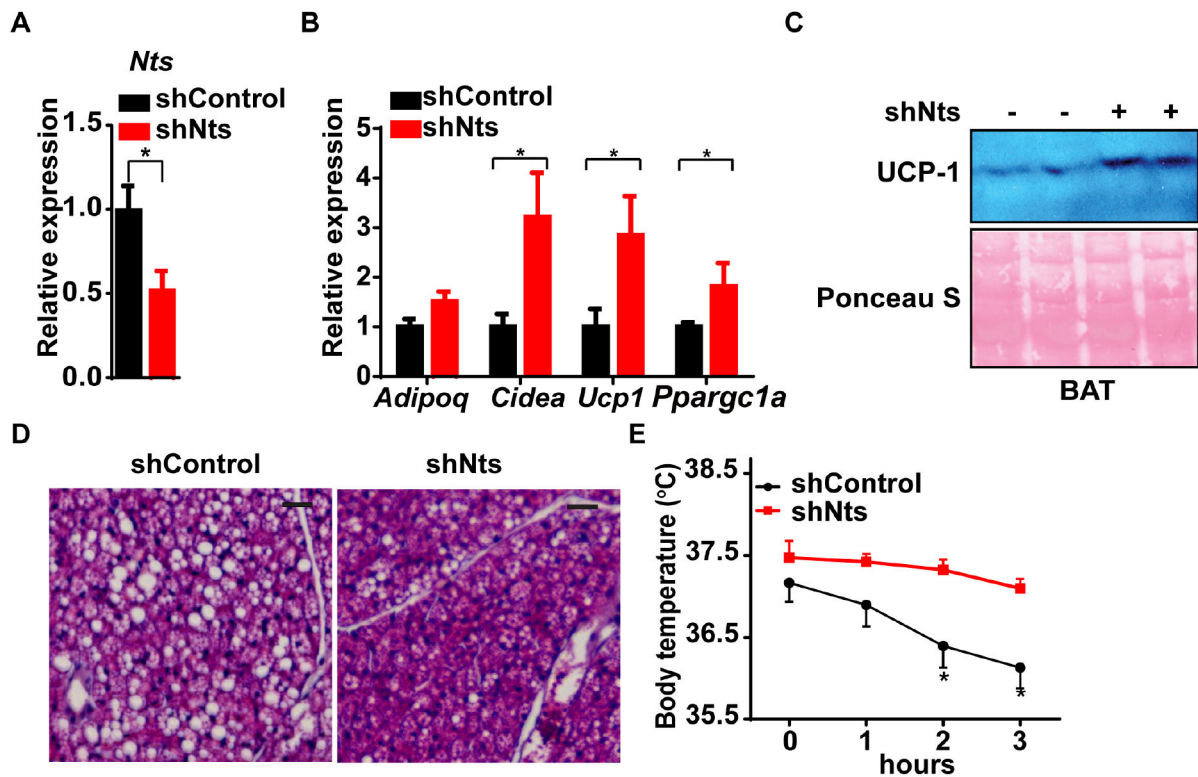 A
Nts
shControl
shNts
1.5
1.0
0.5
0.0
Relative expression
*
B
shControl
shNts
5
4
3
2
1
0
Relative expression
* * *
Adipoq Cidea Ucp1 Ppargc1a
C
shNts - - + +
UCP-1
Ponceau S
BAT
D
shControl shNts
E
38.5
37.5
36.5
35.5
Body temperature (°C)
shControl
shNts
* *
0 1 2 3
hours